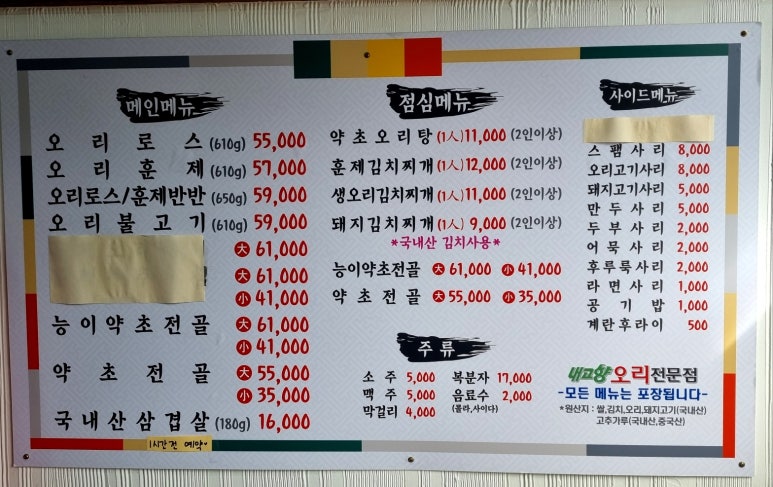 메인메뉴
오리로스 (610g) 55,000
오리훈제 (610g) 57,000
오리로스/훈제반반 (650g) 59,000
오리불고기 (610g) 59,000
大 61,000
大 61,000
小 41,000
능이약초전골 大 61,000
小 41,000
약초전골 大 55,000
小 35,000
국내산삼겹살 (180g) 16,000
1시간전 예약
점심메뉴
약초오리탕 (1人) 11,000 (2인이상)
훈제김치찌개 (1人) 12,000 (2인이상)
생오리김치찌개 (1人) 11,000 (2인이상)
돼지김치찌개 (1人) 9,000 (2인이상)
*국내산 김치사용*
능이약초전골 大 61,000 小 41,000
약초전골 大 55,000 小 35,000
주류
소주 5,000 복분자 17,000
맥주 5,000 음료수 2,000
막걸리 4,000 (콜라,사이다)
사이드메뉴
스팸사리 8,000
오리고기사리 8,000
돼지고기사리 5,000
만두사리 5,000
두부사리 2,000
어묵사리 2,000
후루룩사리 2,000
라면사리 1,000
공기밥 1,000
계란후라이 500
내고향 오리전문점
-모든 메뉴는 포장됩니다-
*원산지 : 쌀,김치,오리,돼지고기(국내산)
고추가루(국내산,중국산)